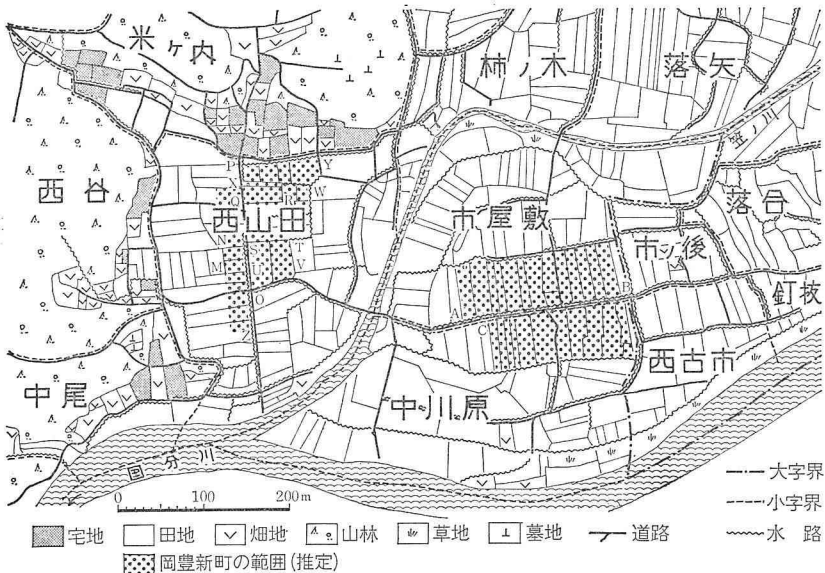 米ヶ内
柿ノ木
落矢
笠ノ川
西谷
P
Y
X
Q
R
W
西山田
市屋敷
落合
N
S
T
市ジ後
M
U
V
釘抜
O
A
B
C
Z
西古市
中尾
中川原
国分川
0 100 200m
大字界
小字界
宅地 田地 畑地 山林 草地 墓地 道路 水路
岡豊新町の範囲(推定)